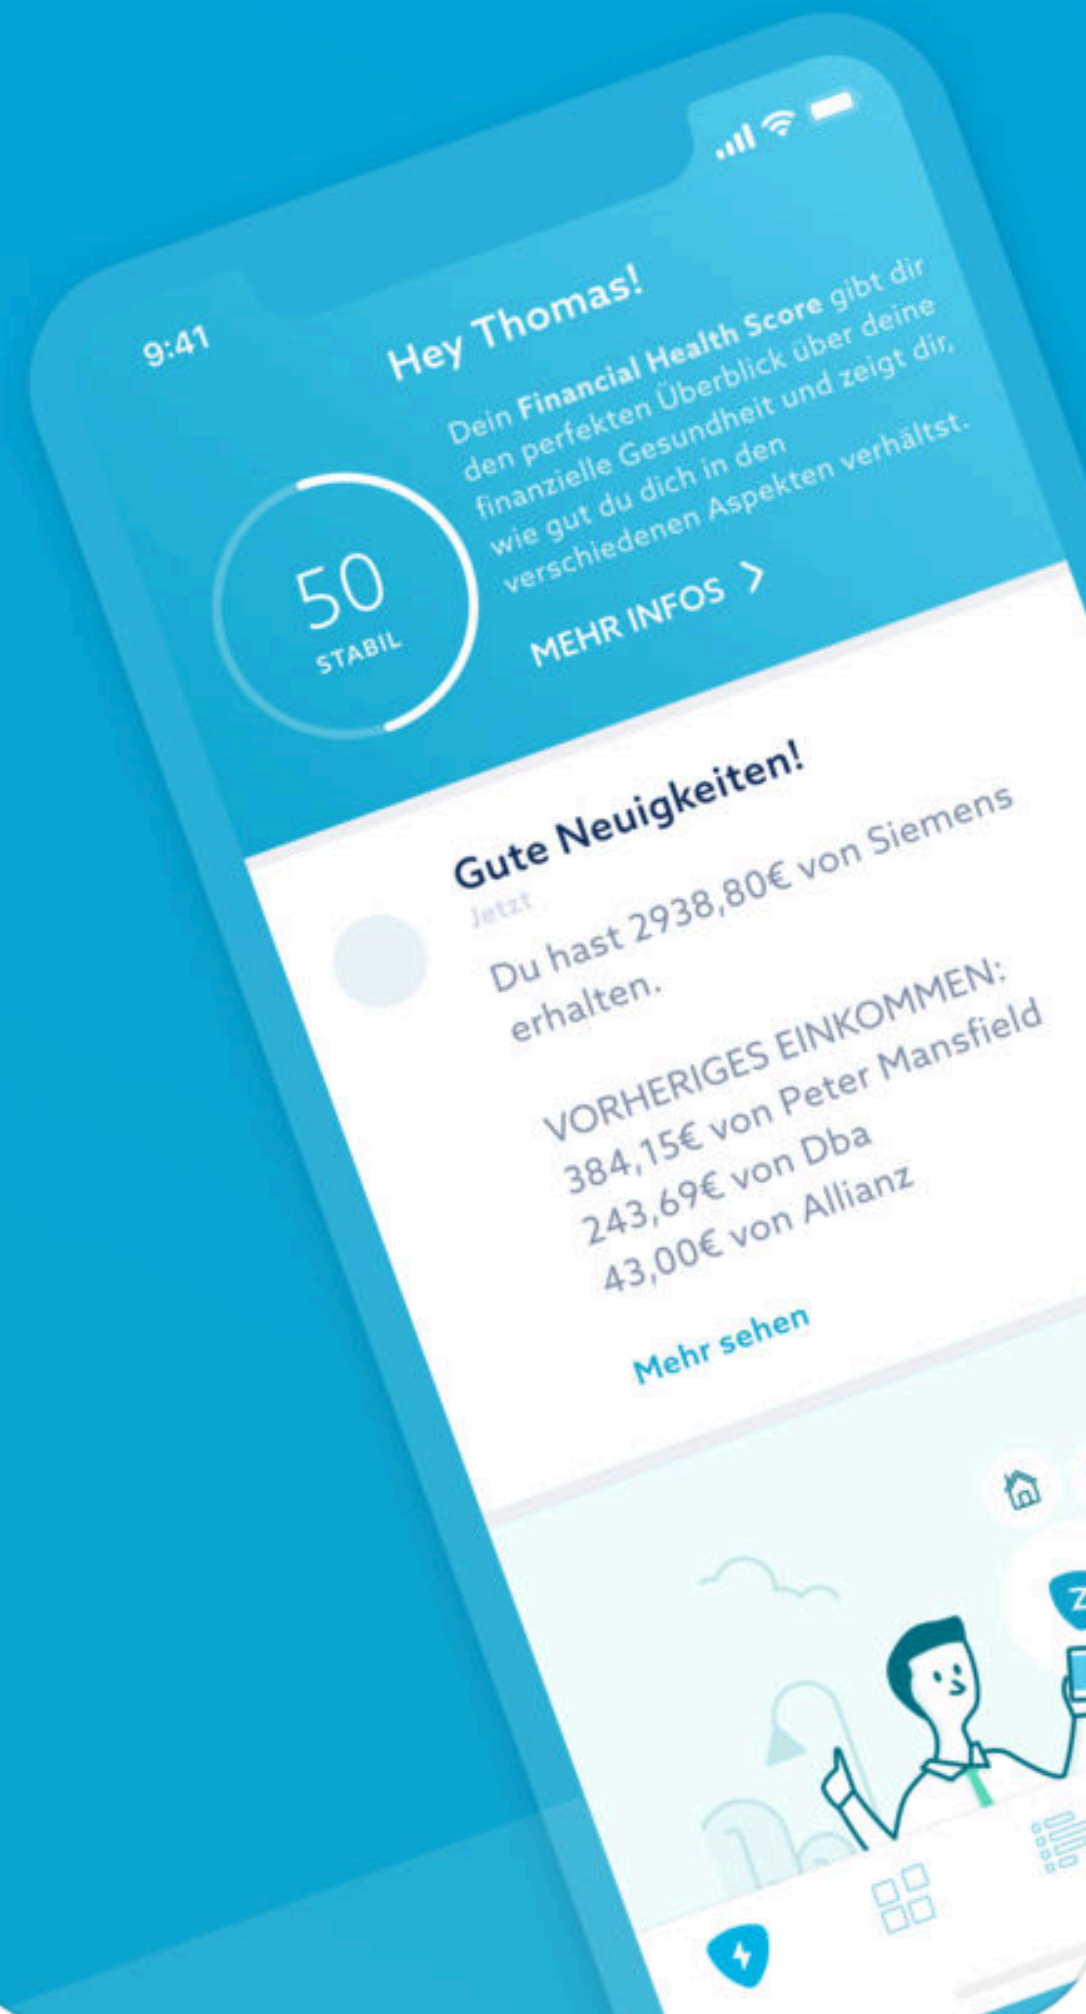 9:41
Hey Thomas!
Dein Financial Health Score gibt dir
den perfekten Überblick über deine
finanzielle Gesundheit und zeigt dir,
wie gut du dich in den
verschiedenen Aspekten verhältst.
50
STABIL
MEHR INFOS
Gute Neuigkeiten!
Jetzt
Du hast 2938,80€ von Siemens
erhalten.
VORHERIGES EINKOMMEN:
384,15€ von Peter Mansfield
243,69€ von Dba
43,00€ von Allianz
Mehr sehen
Z